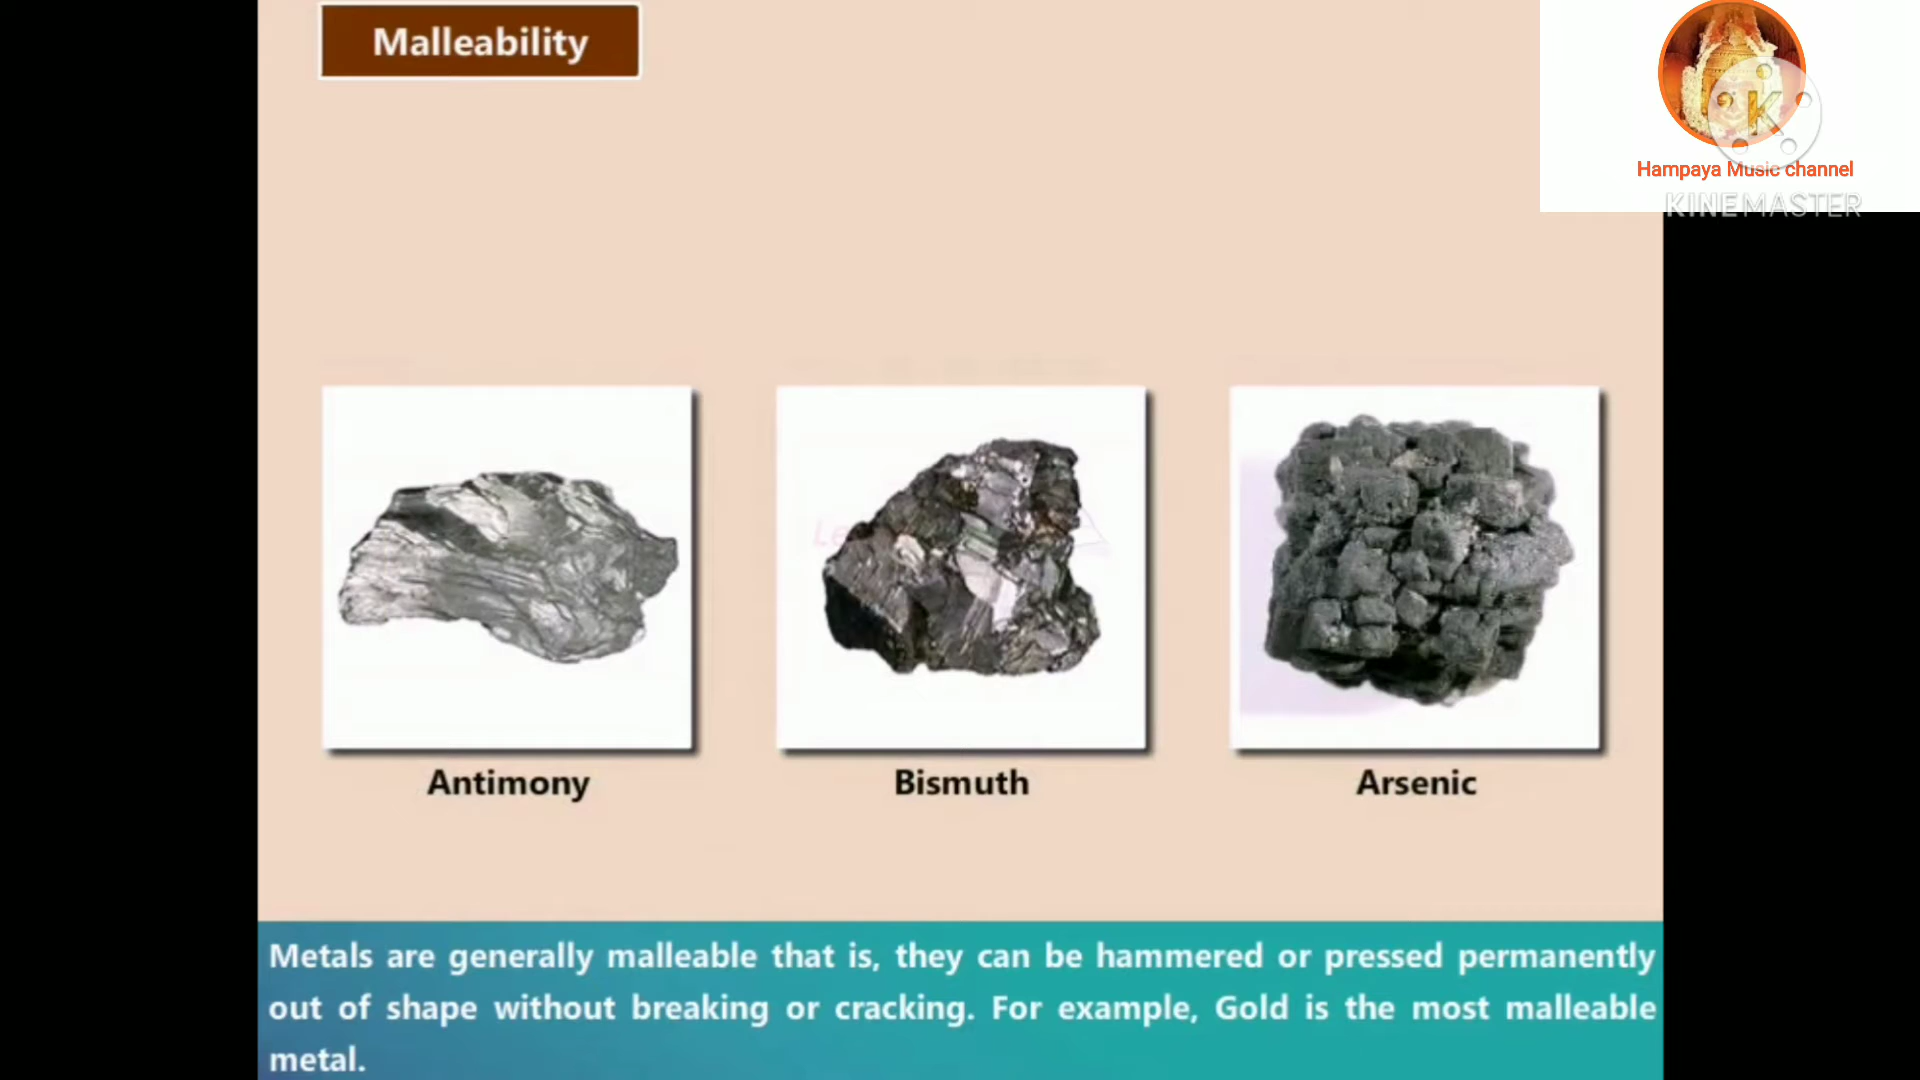 Malleability
K
Hampaya Music channel
KINEMASTER
Antimony
Bismuth
Arsenic
Metals are generally malleable that is, they can be hammered or pressed permanently
out of shape without breaking or cracking. For example, Gold is the most malleable
metal.